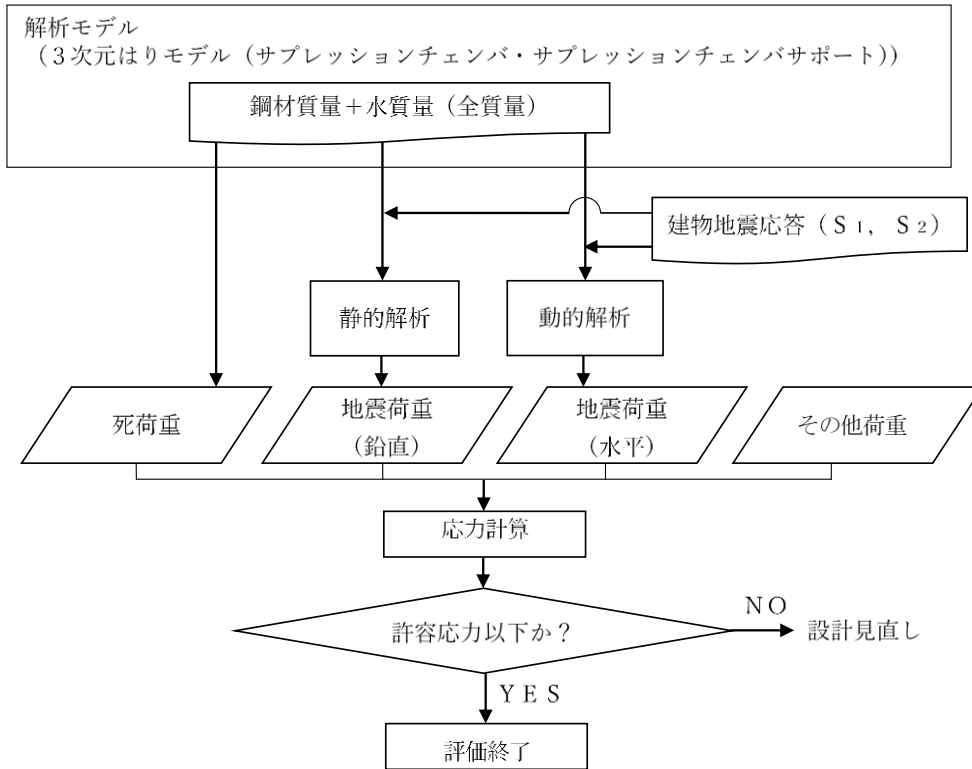 解析モデル
（３次元はりモデル（サプレッションチェンバ・サプレッションチェンバサポート））
鋼材質量＋水質量（全質量）
建物地震応答（Ｓ１，Ｓ２）
静的解析
動的解析
死荷重
地震荷重
（鉛直）
地震荷重
（水平）
その他荷重
応力計算
許容応力以下か？
ＮＯ
設計見直し
ＹＥＳ
評価終了